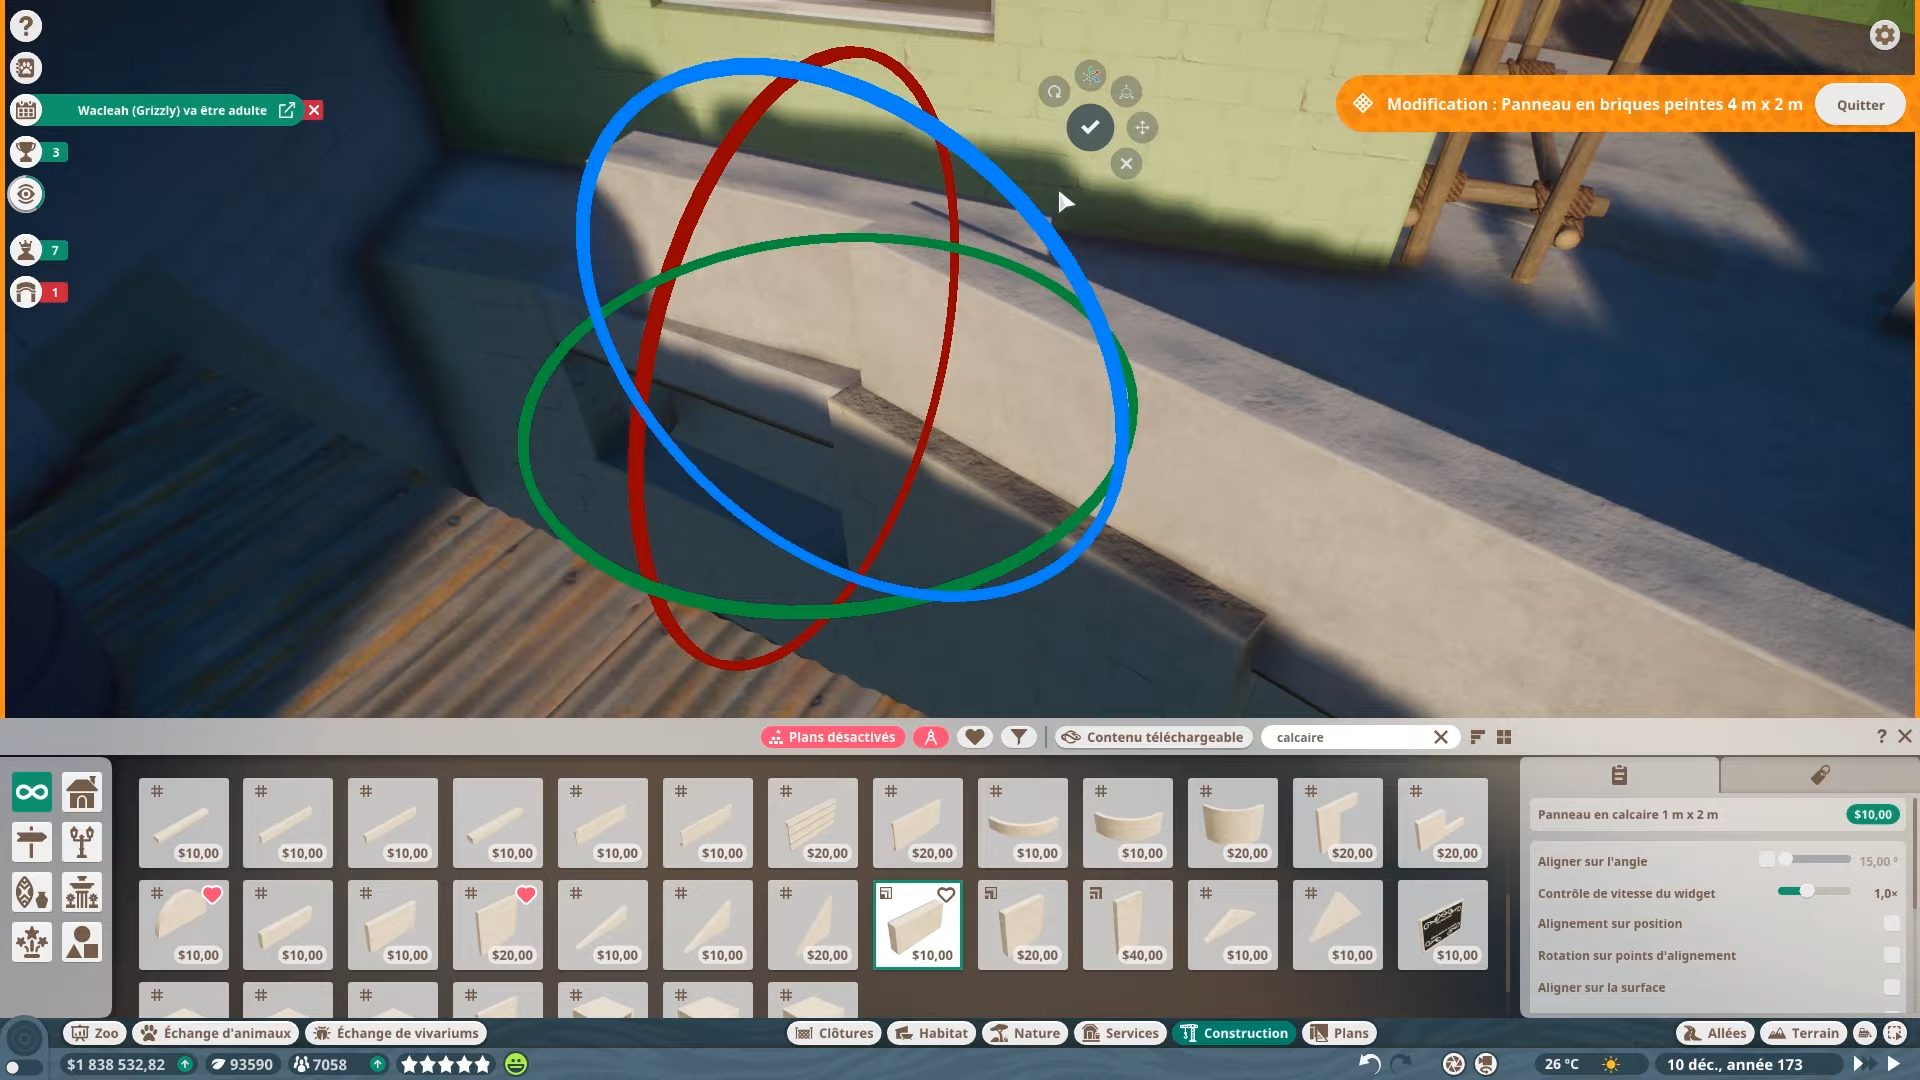 ?
Wacleah (Grizzly) va être adulte
3
7
1
Modification : Panneau en briques peintes 4 m x 2 m
Quitter
Plans désactivés
Contenu téléchargeable
calcaire
?
$10,00 $10,00 $10,00 $10,00 $10,00 $10,00 $20,00 $20,00 $10,00 $10,00 $20,00 $20,00 $20,00
$10,00 $10,00 $10,00 $20,00 $10,00 $10,00 $20,00 $10,00 $20,00 $40,00 $10,00 $10,00 $10,00
Panneau en calcaire 1 m x 2 m
$10,00
Aligner sur l'angle
15,00 °
Contrôle de vitesse du widget
1,0×
Alignement sur position
Rotation sur points d'alignement
Aligner sur la surface
Zoo
Échange d'animaux
Échange de vivariums
Clôtures
Habitat
Nature
Services
Construction
Plans
Allées
Terrain
$1 838 532,82
93590
7058
26 °C
10 déc., année 173